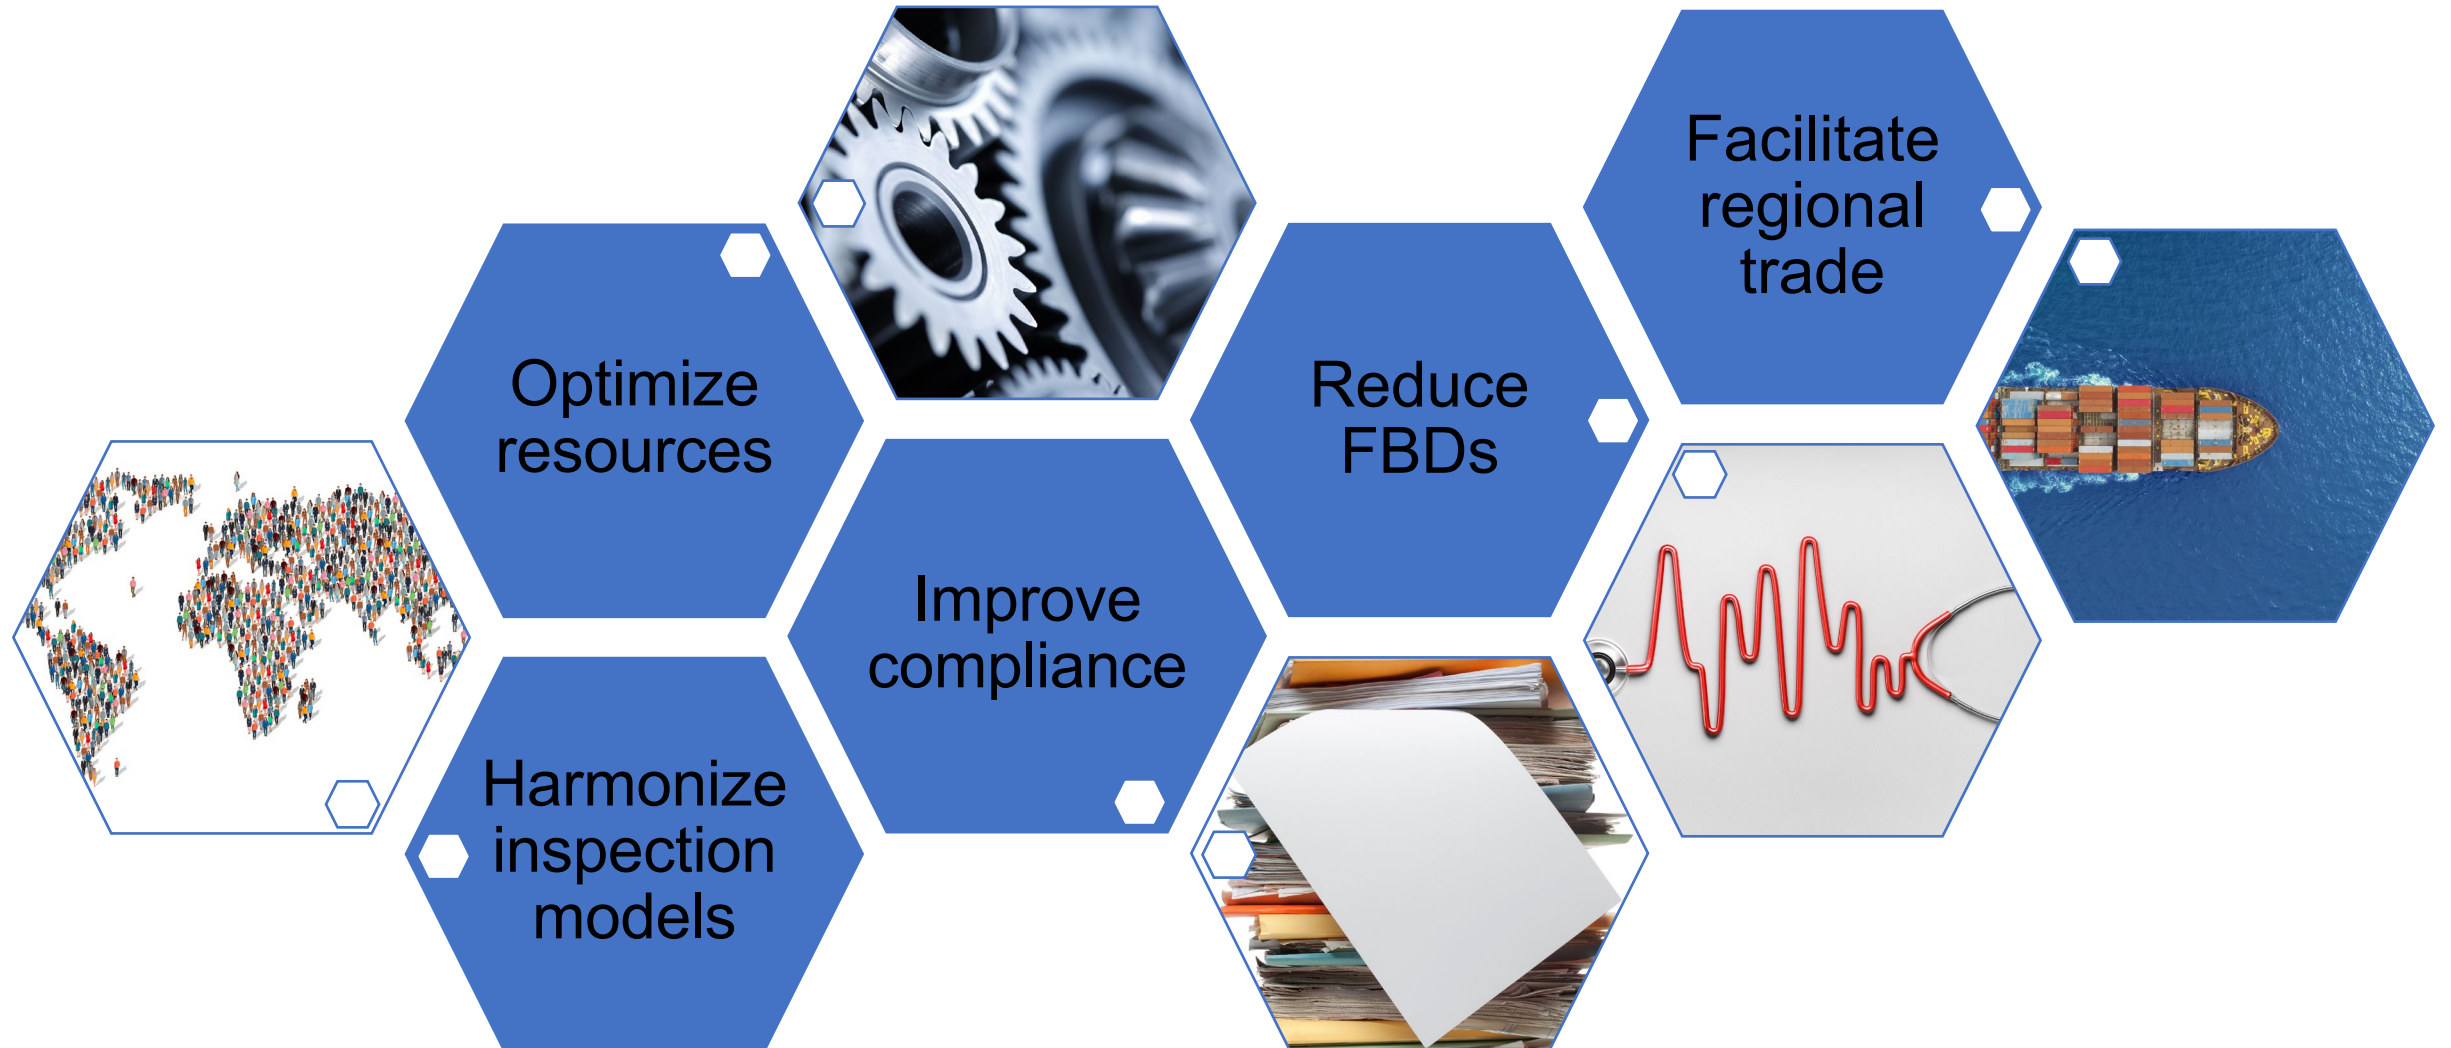 Optimize
resources
Harmonize
inspection
models
Improve
compliance
Reduce
FBDs
Facilitate
regional
trade